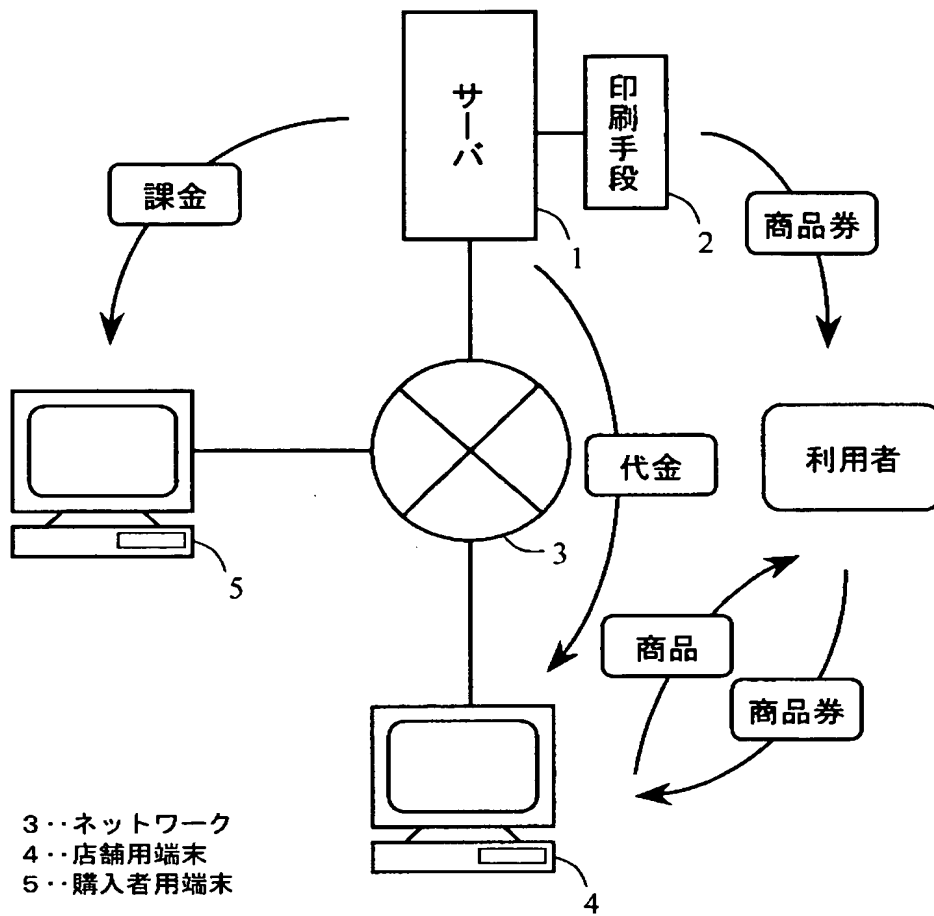 サーバ
印刷手段
課金
1
2
商品券
代金
利用者
3
5
商品
商品券
3‥ネットワーク
4‥店舗用端末
5‥購入者用端末
4